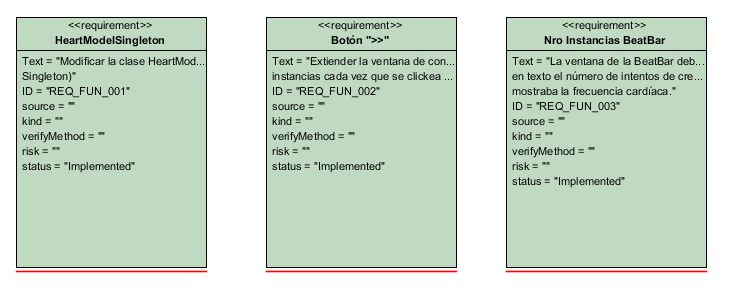 <<requirement>>
HeartModelSingleton
Text = "Modificar la clase HeartMod...
Singleton)"
ID = "REQ_FUN_001"
source = ""
kind = ""
verifyMethod = ""
risk = ""
status = "Implemented"
<<requirement>>
Botón ">>"
Text = "Extiender la ventana de con...
instancias cada vez que se clickea ...
ID = "REQ_FUN_002"
source = ""
kind = ""
verifyMethod = ""
risk = ""
status = "Implemented"
<<requirement>>
Nro Instancias BeatBar
Text = "La ventana de la BeatBar deb...
en texto el número de intentos de cre...
mostraba la frecuencia cardíaca."
ID = "REQ_FUN_003"
source = ""
kind = ""
verifyMethod = ""
risk = ""
status = "Implemented"